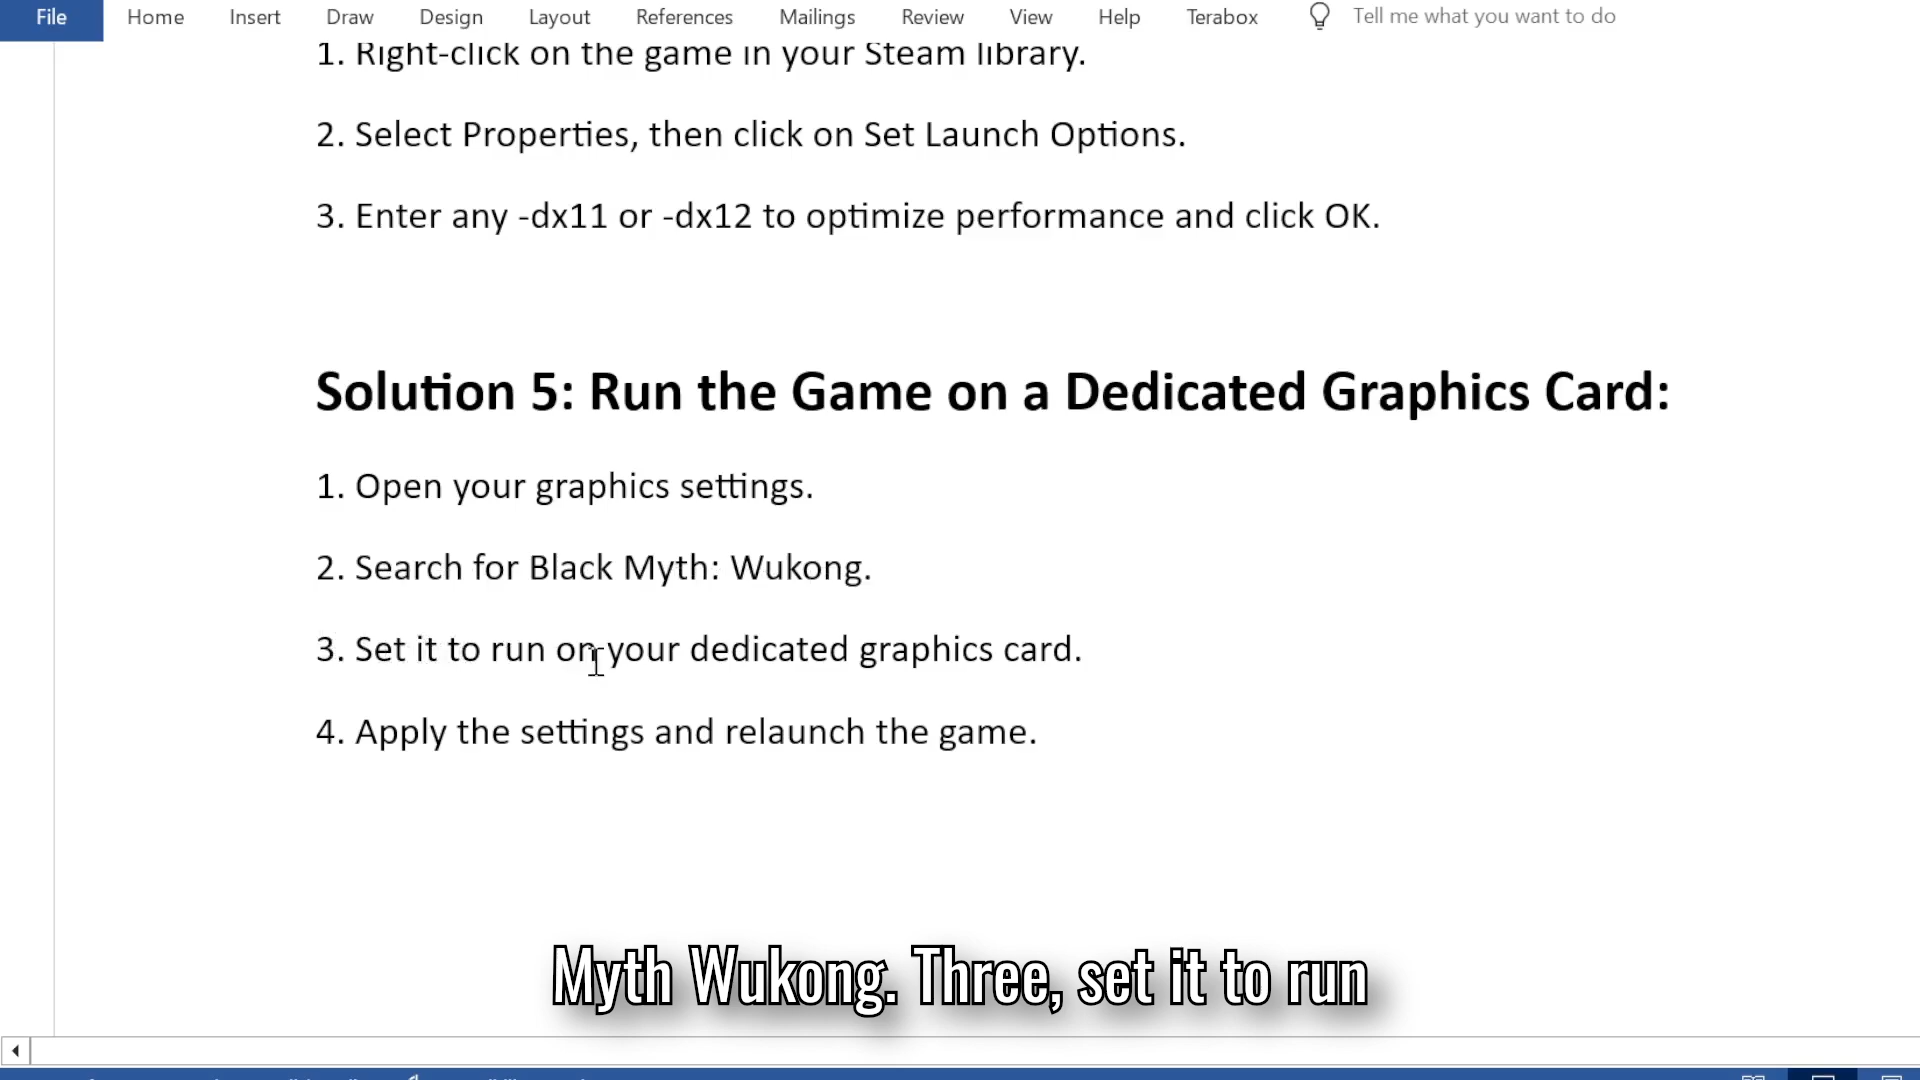 File Home Insert Draw Design Layout References Mailings Review View Help Terabox Tell me what you want to do
1. Right-click on the game in your Steam library.
2. Select Properties, then click on Set Launch Options.
3. Enter any -dx11 or -dx12 to optimize performance and click OK.
Solution 5: Run the Game on a Dedicated Graphics Card:
1. Open your graphics settings.
2. Search for Black Myth: Wukong.
3. Set it to run on your dedicated graphics card.
4. Apply the settings and relaunch the game.
Myth Wukong. Three, set it to run